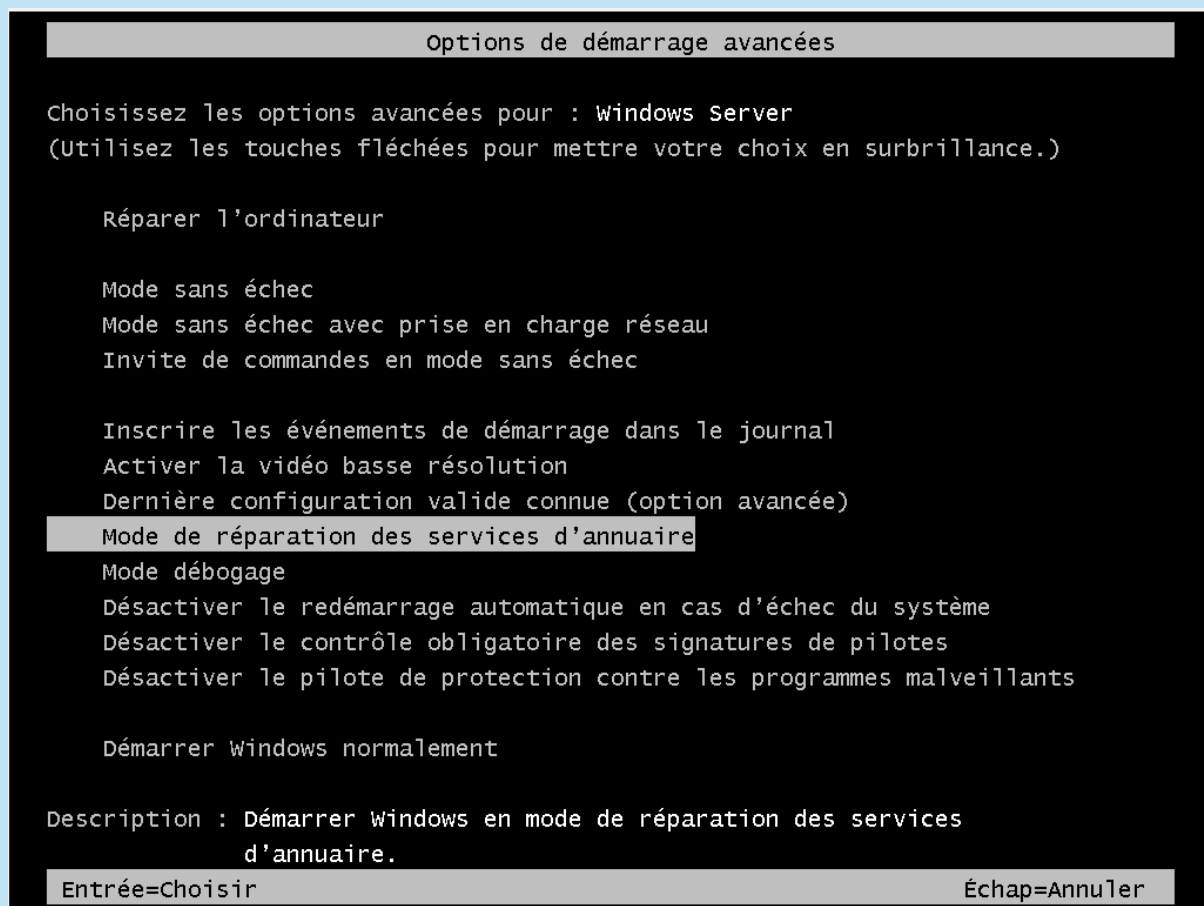 Options de démarrage avancées
Choisissez les options avancées pour : Windows Server
(Utilisez les touches fléchées pour mettre votre choix en surbrillance.)
Réparer l'ordinateur
Mode sans échec
Mode sans échec avec prise en charge réseau
Invite de commandes en mode sans échec
Inscrire les événements de démarrage dans le journal
Activer la vidéo basse résolution
Dernière configuration valide connue (option avancée)
Mode de réparation des services d'annuaire
Mode débogage
Désactiver le redémarrage automatique en cas d'échec du système
Désactiver le contrôle obligatoire des signatures de pilotes
Désactiver le pilote de protection contre les programmes malveillants
Démarrer Windows normalement
Description : Démarrer Windows en mode de réparation des services
d'annuaire.
Entrée=Choisir Échap=Annuler